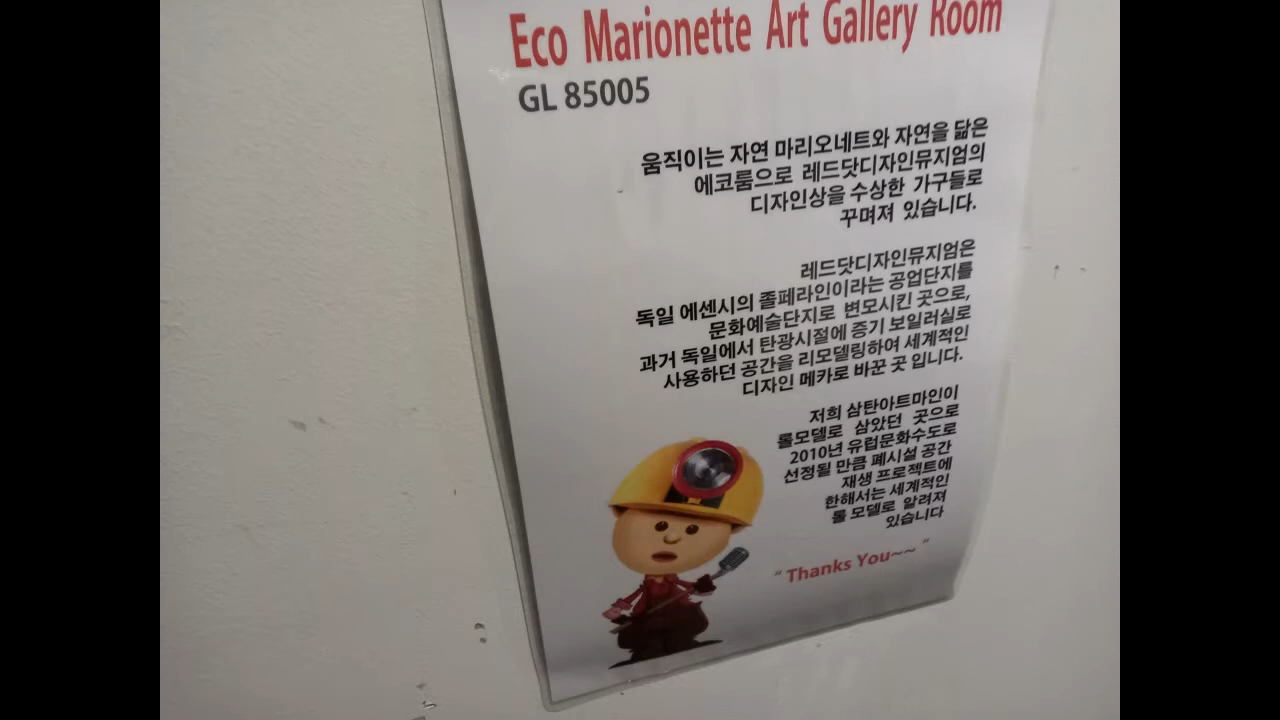 Eco Marionette Art Gallery Room
GL 85005
움직이는 자연 마리오네트와 자연을 닮은
에코룸으로 레드닷디자인뮤지엄의
디자인상을 수상한 가구들로
꾸며져 있습니다.
레드닷디자인뮤지엄은
독일 에센시의 졸페라인이라는 공업단지를
문화예술단지로 변모시킨 곳으로,
과거 독일에서 탄광시절에 증기 보일러실로
사용하던 공간을 리모델링하여 세계적인
디자인 메카로 바꾼 곳 입니다.
저희 삼탄아트마인이
롤모델로 삼았던 곳으로
2010년 유럽문화수도로
선정될 만큼 폐시설 공간
재생 프로젝트에
한해서는 세계적인
롤 모델로 알려져
있습니다
“ Thanks You~~ ”